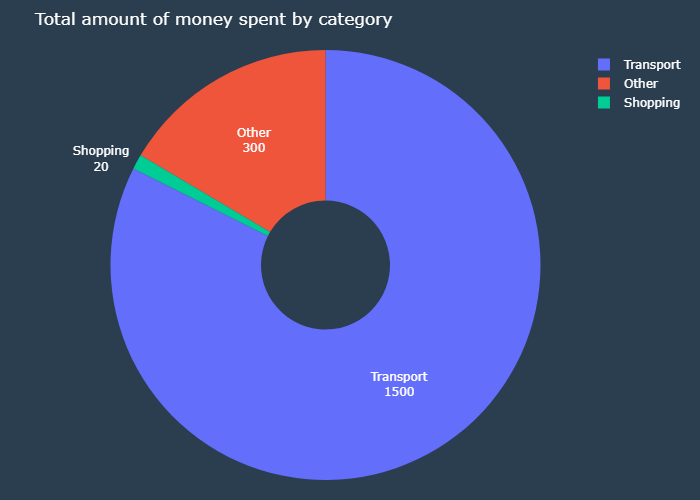 Total amount of money spent by category
Transport
Other
Shopping
Other
300
Shopping
20
Transport
1500